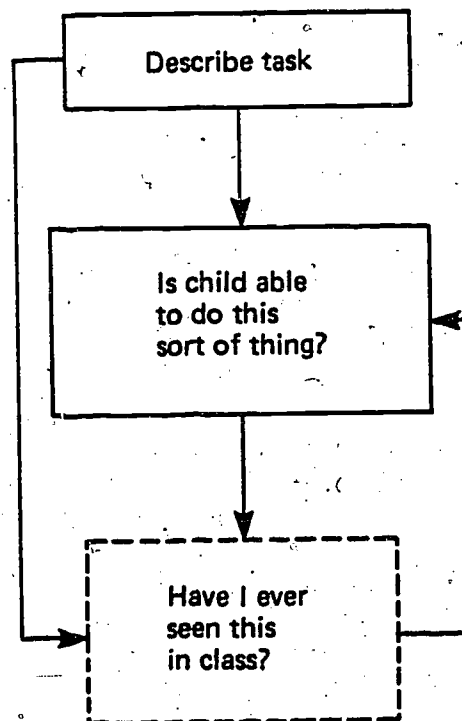 Describe task
Is child able
to do this
sort of thing?
Have I ever
seen this
in class?